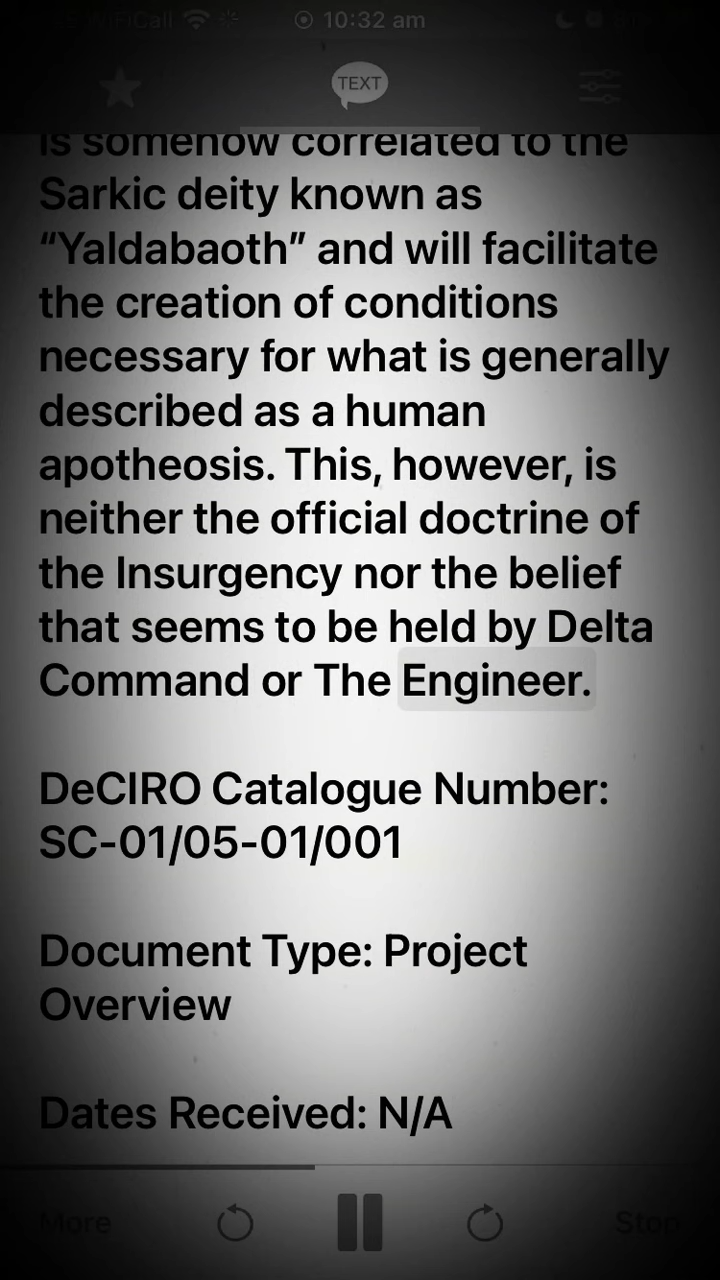 WiFiCall 10:32 am
TEXT
is somehow correlated to the
Sarkic deity known as
“Yaldabaoth” and will facilitate
the creation of conditions
necessary for what is generally
described as a human
apotheosis. This, however, is
neither the official doctrine of
the Insurgency nor the belief
that seems to be held by Delta
Command or The Engineer.
DeCIRO Catalogue Number:
SC-01/05-01/001
Document Type: Project
Overview
Dates Received: N/A
More Stop